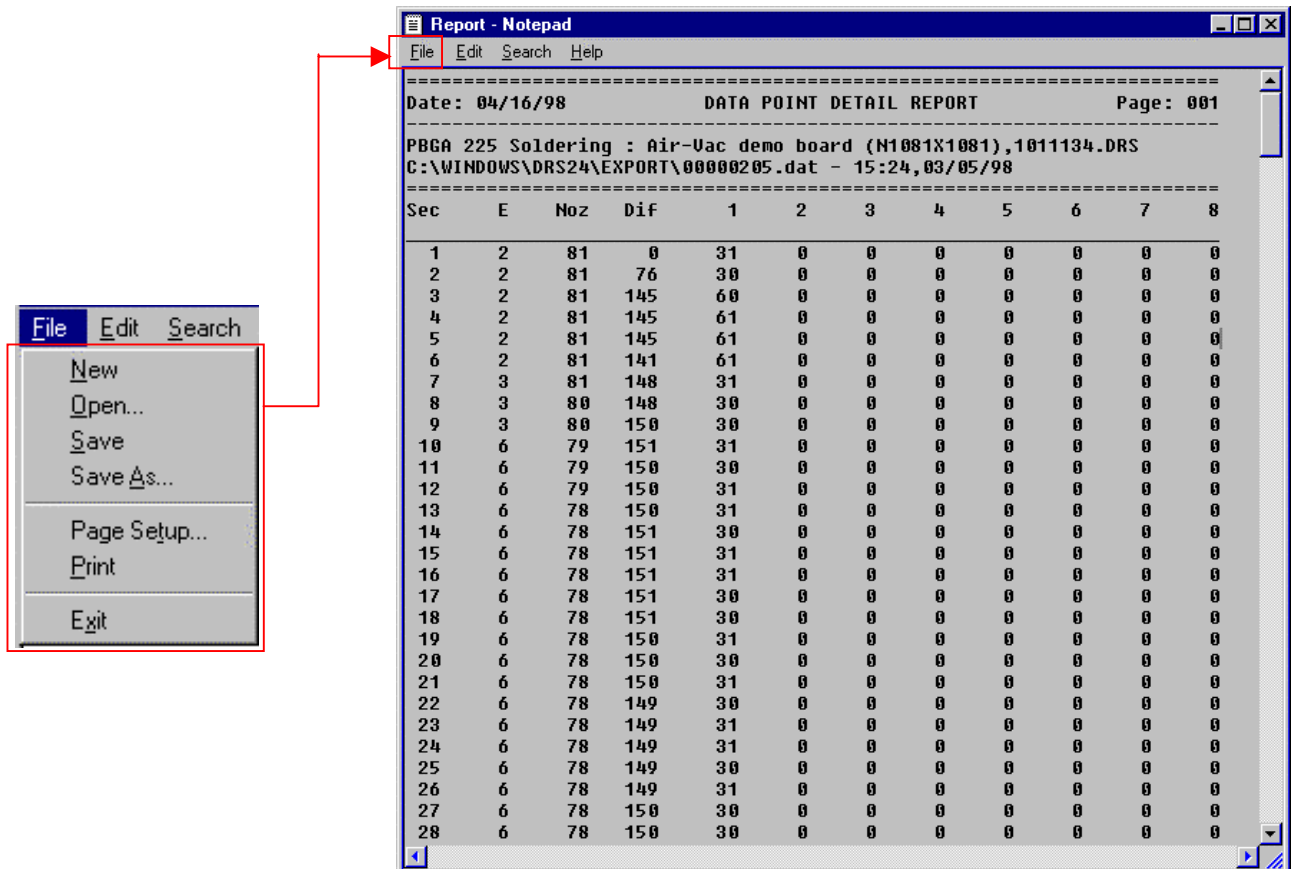 Report - Notepad
File Edit Search Help
================================================================================
Date: 04/16/98 DATA POINT DETAIL REPORT Page: 001
--------------------------------------------------------------------------------
PBGA 225 Soldering : Air-Vac demo board (N1081X1081),1011134.DRS
C:\WINDOWS\DRS24\EXPORT\00000205.dat - 15:24,03/05/98
================================================================================
Sec E Noz Dif 1 2 3 4 5 6 7 8
1 2 81 0 31 0 0 0 0 0 0 0
2 2 81 76 30 0 0 0 0 0 0 0
3 2 81 145 60 0 0 0 0 0 0 0
4 2 81 145 61 0 0 0 0 0 0 0
5 2 81 145 61 0 0 0 0 0 0 0
6 2 81 141 61 0 0 0 0 0 0 0
7 3 81 148 31 0 0 0 0 0 0 0
8 3 80 148 30 0 0 0 0 0 0 0
9 3 80 150 30 0 0 0 0 0 0 0
10 6 79 151 31 0 0 0 0 0 0 0
11 6 79 150 30 0 0 0 0 0 0 0
12 6 79 150 31 0 0 0 0 0 0 0
13 6 78 150 31 0 0 0 0 0 0 0
14 6 78 151 30 0 0 0 0 0 0 0
15 6 78 151 31 0 0 0 0 0 0 0
16 6 78 151 31 0 0 0 0 0 0 0
17 6 78 151 30 0 0 0 0 0 0 0
18 6 78 151 30 0 0 0 0 0 0 0
19 6 78 150 31 0 0 0 0 0 0 0
20 6 78 150 30 0 0 0 0 0 0 0
21 6 78 150 31 0 0 0 0 0 0 0
22 6 78 149 30 0 0 0 0 0 0 0
23 6 78 149 31 0 0 0 0 0 0 0
24 6 78 149 31 0 0 0 0 0 0 0
25 6 78 149 30 0 0 0 0 0 0 0
26 6 78 149 31 0 0 0 0 0 0 0
27 6 78 150 30 0 0 0 0 0 0 0
28 6 78 150 30 0 0 0 0 0 0 0
File Edit Search
New
Open...
Save
Save As...
Page Setup...
Print
Exit